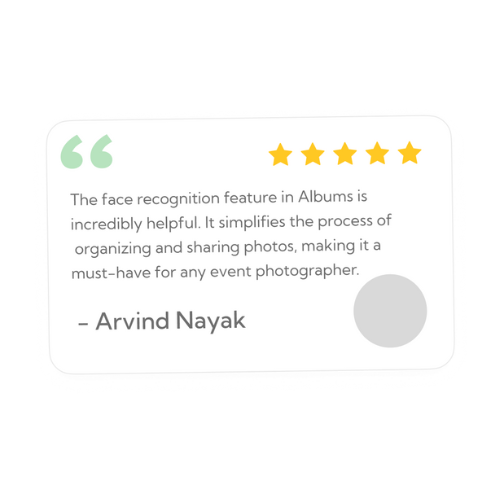 The face recognition feature in Albums is
incredibly helpful. It simplifies the process of
organizing and sharing photos, making it a
must-have for any event photographer.
- Arvind Nayak